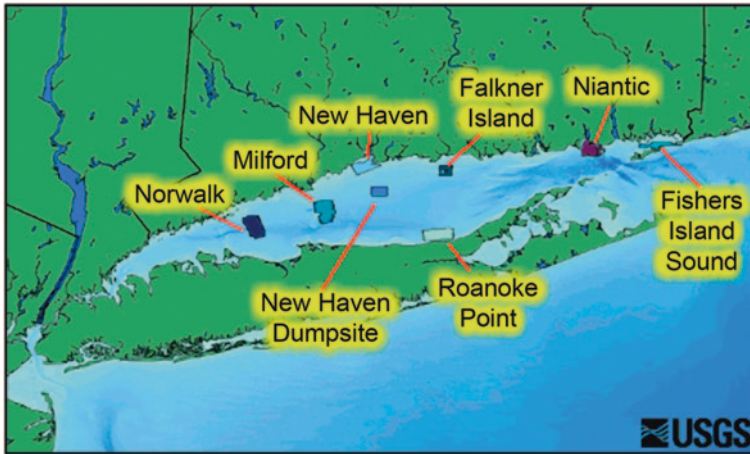 New Haven
Falkner
Island
Niantic
Milford
Norwalk
Fishers
Island
Sound
New Haven
Dumpsite
Roanoke
Point
USGS